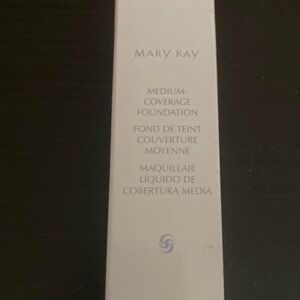 MARY KAY
MEDIUM-
COVERAGE
FOUNDATION
FOND DE TEINT
COUVERTURE
MOYENNE
MAQUILLAJE
LÍQUIDO DE
COBERTURA MEDIA